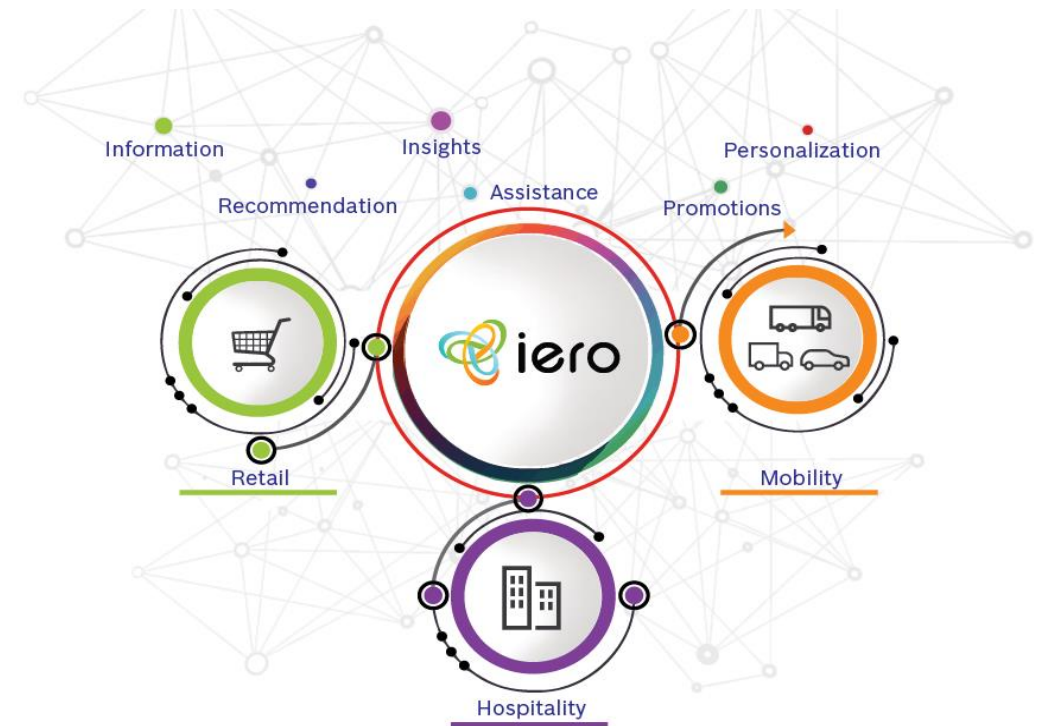 Information
Insights
Personalization
Recommendation
Assistance
Promotions
iero
Retail
Mobility
Hospitality